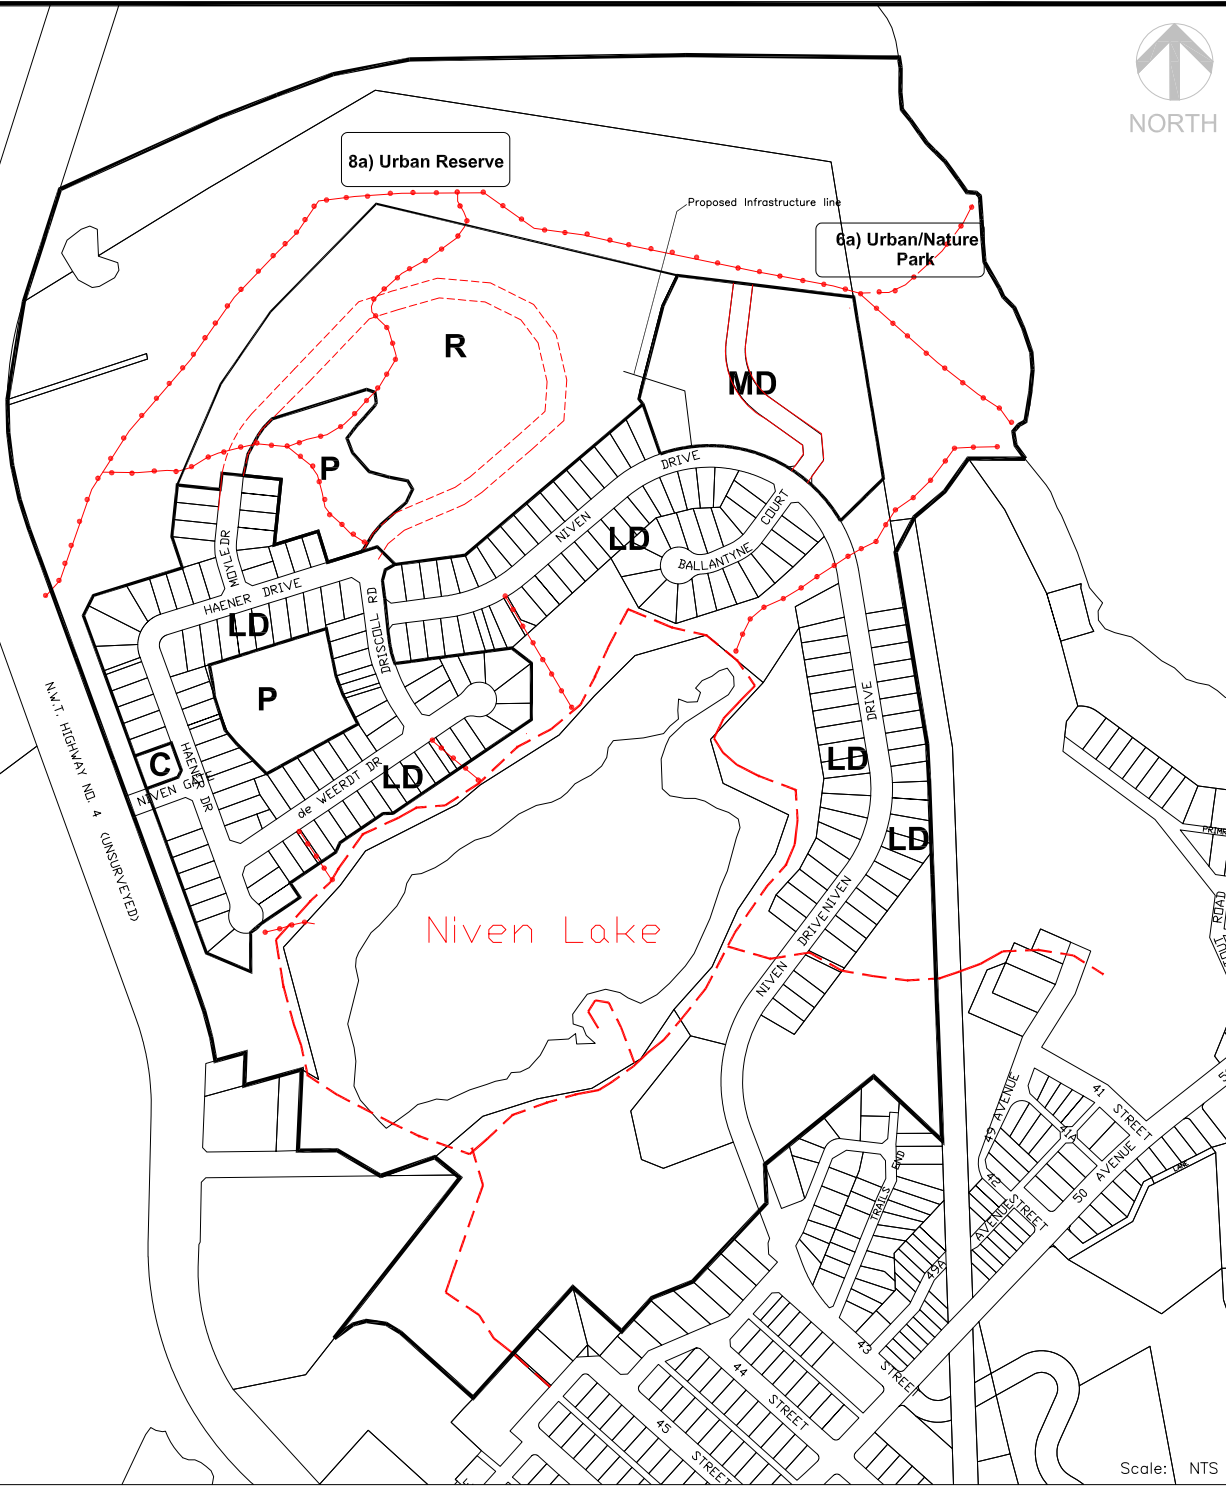 NORTH
8a) Urban Reserve
Proposed Infrastructure line
6a) Urban/Nature
Park
R
MD
P
DRIVE
NIVEN
COURT
LD
BALLANTYNE
MOYLE DR
HAENER DRIVE
LD
DRISCOLL RD
P
N.W.T. HIGHWAY NO. 4 (UNSURVEYED)
HAENER DR
C
NIVEN GATE
de WEERDT DR
LD
DRIVE
LD
LD
Niven Lake
NIVEN
DRIVE
NIVEN
ROAD
49 AVENUE
41 STREET
41A
50 AVENUE
LANE
42 STREET
TRAILS END
AVENUE
49A
43 STREET
44 STREET
45 STREET
Scale: NTS